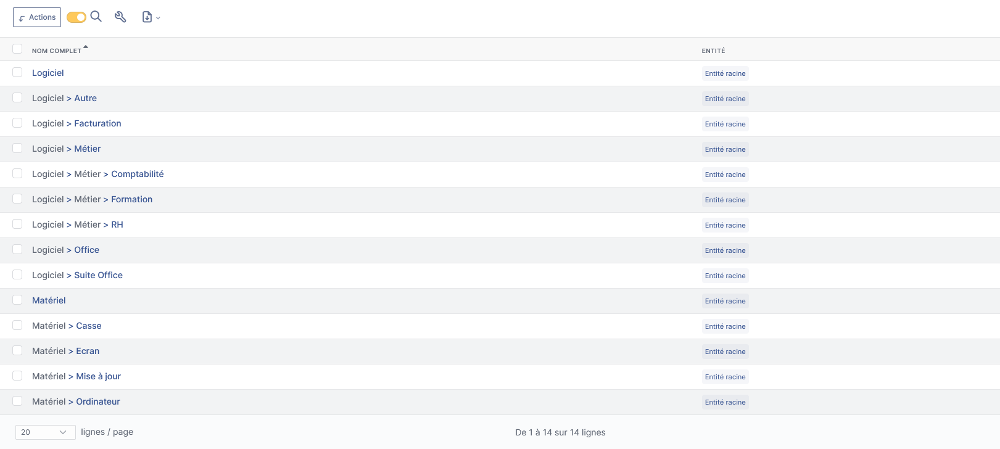 Actions
NOM COMPLET ENTITÉ
Logiciel Entité racine
Logiciel > Autre Entité racine
Logiciel > Facturation Entité racine
Logiciel > Métier Entité racine
Logiciel > Métier > Comptabilité Entité racine
Logiciel > Métier > Formation Entité racine
Logiciel > Métier > RH Entité racine
Logiciel > Office Entité racine
Logiciel > Suite Office Entité racine
Matériel Entité racine
Matériel > Casse Entité racine
Matériel > Ecran Entité racine
Matériel > Mise à jour Entité racine
Matériel > Ordinateur Entité racine
20 lignes / page De 1 à 14 sur 14 lignes